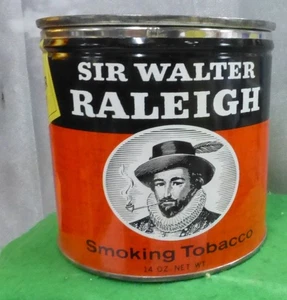 SIR WALTER
RALEIGH
Smoking Tobacco
14 OZ. NET WT.